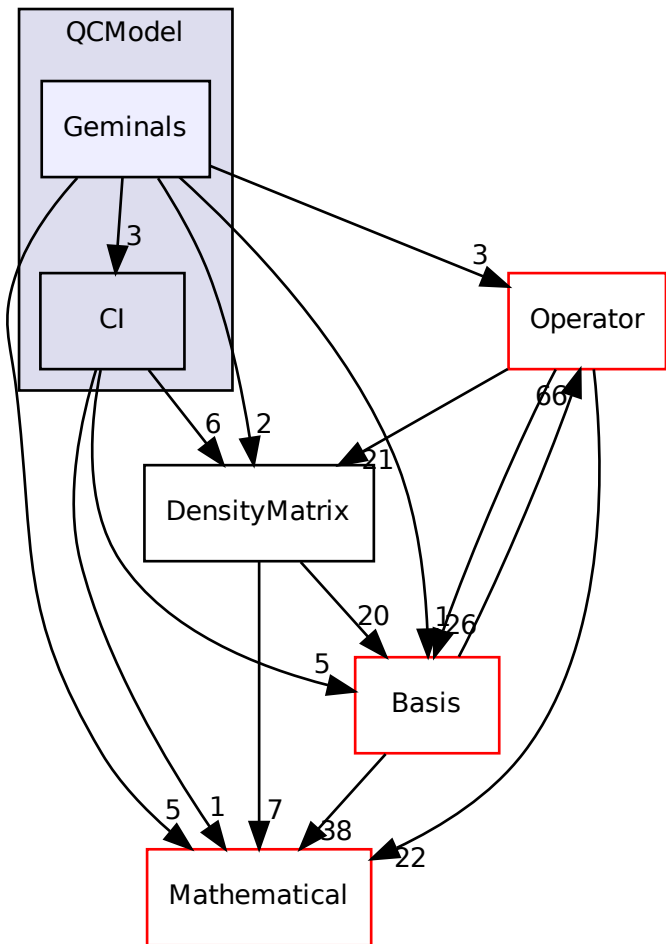 QCModel
Geminals
3
3
CI
Operator
66
6
2
21
DensityMatrix
20
1
26
5
Basis
5
1
7
38
22
Mathematical